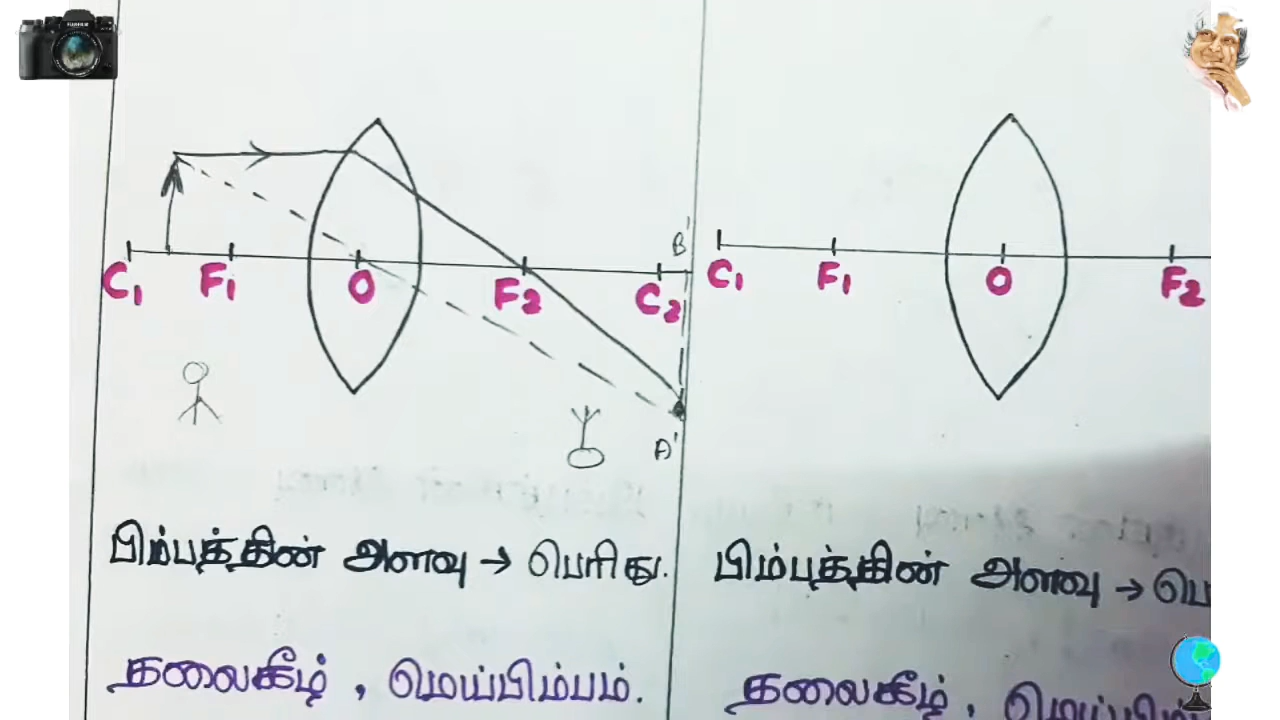 B'
C₁ F₁ O F₂ C₂
A'
பிம்பத்தின் அளவு → பெரிது.
தலைகீழ் , மெய்பிம்பம்.
C₁ F₁ O F₂
பிம்பத்தின் அளவு → பெ
தலைகீழ் , மெய்பிம்